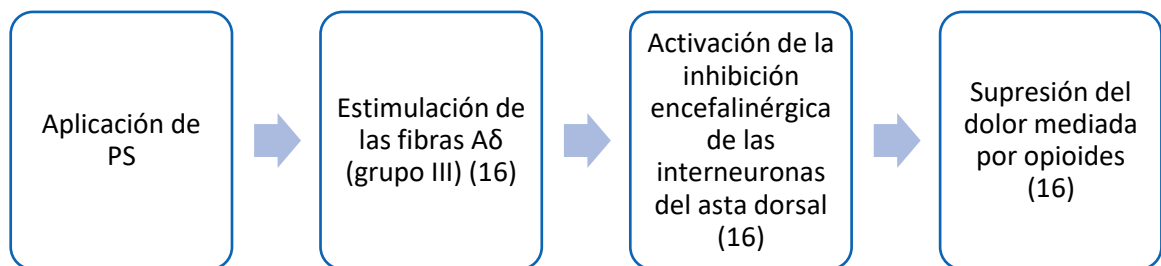 Aplicación de
PS
Estimulación de
las fibras Aδ
(grupo III) (16)
Activación de la
inhibición
encefalinérgica
de las
interneuronas
del asta dorsal
(16)
Supresión del
dolor mediada
por opioides
(16)